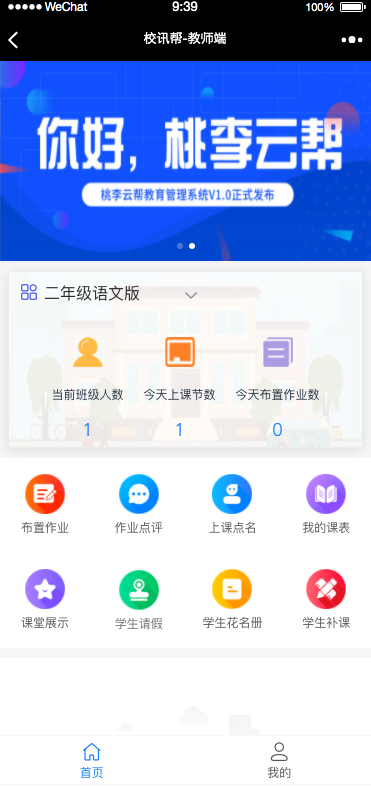 WeChat 9:39 100%
校讯帮-教师端
你好，桃李云帮
桃李云帮教育管理系统V1.0正式发布
二年级语文版
当前班级人数 今天上课节数 今天布置作业数
1 1 0
布置作业 作业点评 上课点名 我的课表
课堂展示 学生请假 学生花名册 学生补课
首页 我的